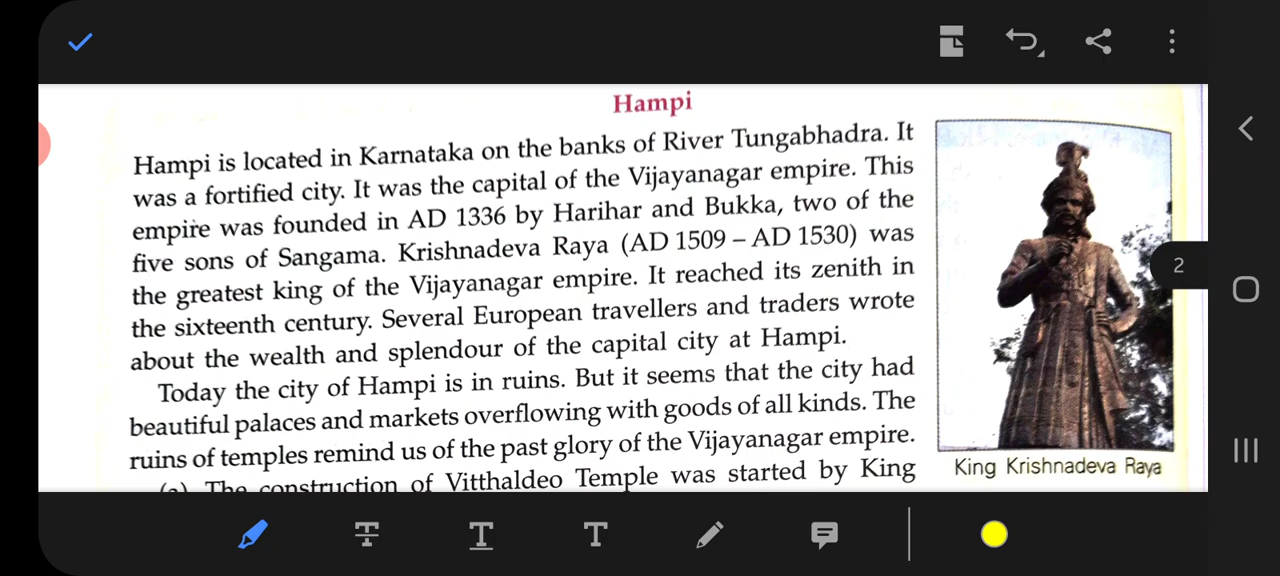 Hampi
Hampi is located in Karnataka on the banks of River Tungabhadra. It
was a fortified city. It was the capital of the Vijayanagar empire. This
empire was founded in AD 1336 by Harihar and Bukka, two of the
five sons of Sangama. Krishnadeva Raya (AD 1509 – AD 1530) was
the greatest king of the Vijayanagar empire. It reached its zenith in
the sixteenth century. Several European travellers and traders wrote
about the wealth and splendour of the capital city at Hampi.
Today the city of Hampi is in ruins. But it seems that the city had
beautiful palaces and markets overflowing with goods of all kinds. The
ruins of temples remind us of the past glory of the Vijayanagar empire.
(a) The construction of Vitthaldeo Temple was started by King
King Krishnadeva Raya
2
T
T
T